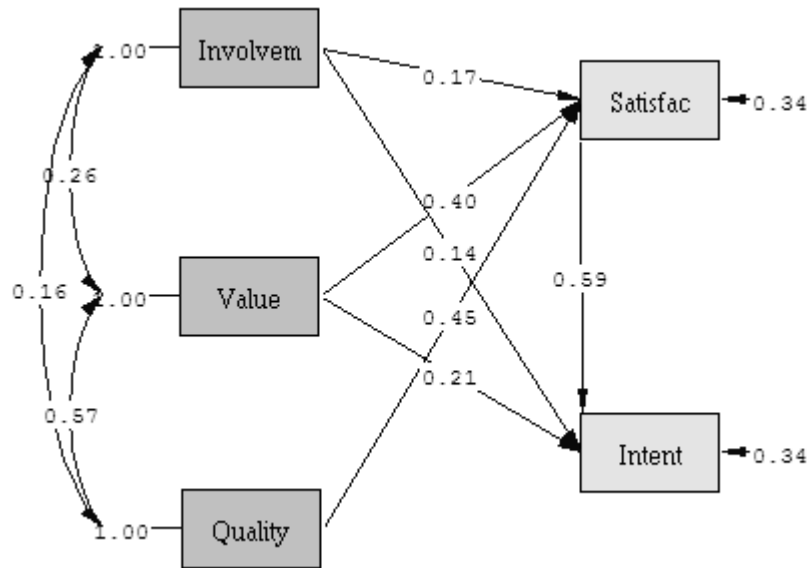 1.00
Involvem
0.17
Satisfac
0.34
0.26
0.40
0.14
0.59
0.16
1.00
Value
0.45
0.21
0.57
Intent
0.34
1.00
Quality